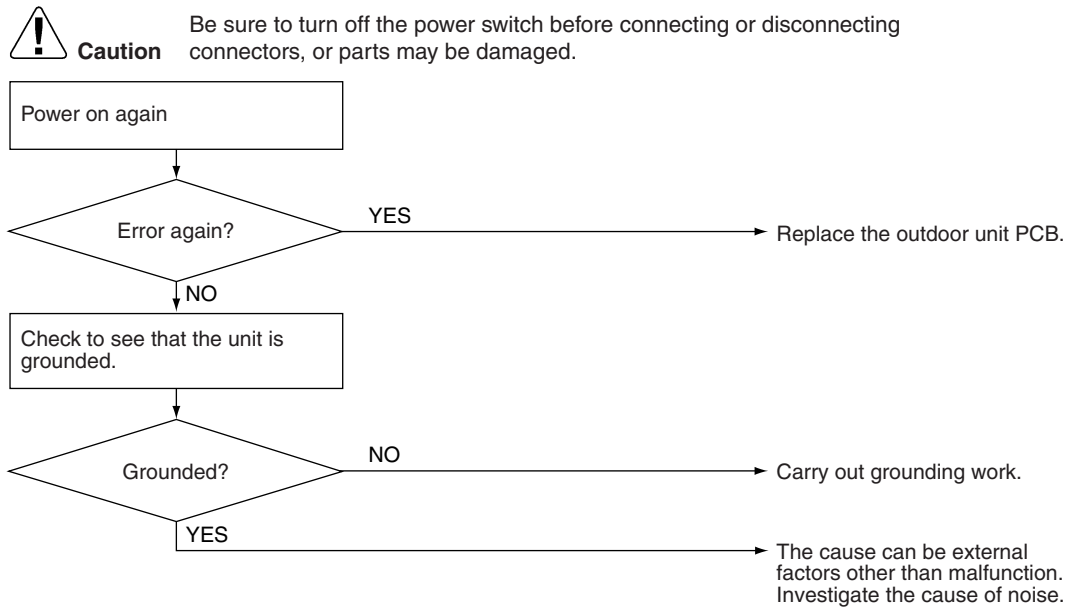 Be sure to turn off the power switch before connecting or disconnecting
Caution connectors, or parts may be damaged.
Power on again
Error again?
YES
Replace the outdoor unit PCB.
NO
Check to see that the unit is
grounded.
Grounded?
NO
Carry out grounding work.
YES
The cause can be external
factors other than malfunction.
Investigate the cause of noise.